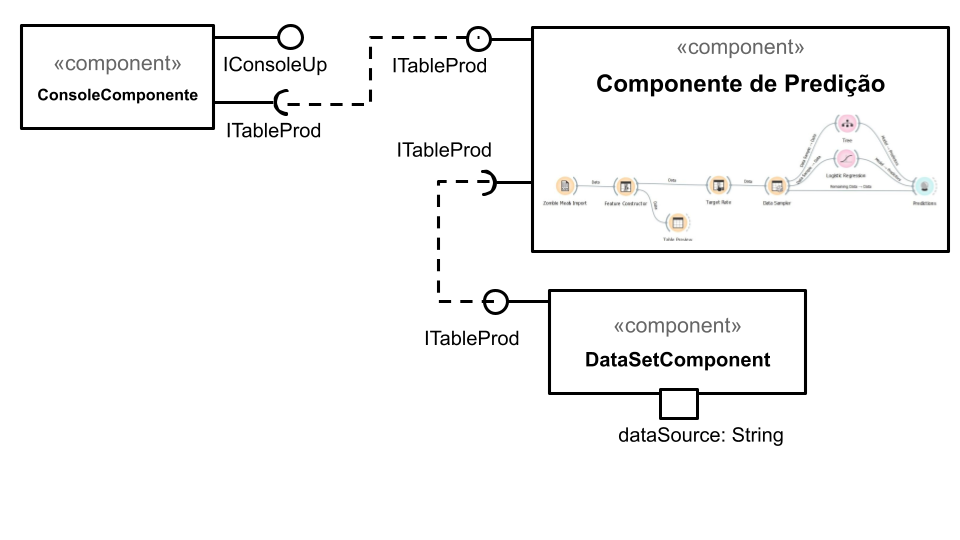 «component»
ConsoleComponente
IConsoleUp
ITableProd
ITableProd
«component»
Componente de Predição
ITableProd
Tree
Data Sample → Data
Data Sample → Data
Model → Predictors
Model → Predictors
Logistic Regression
Data
Data
Data
Remaining Data → Data
Zombie Meals Import
Feature Constructor
Target Rate
Data Sampler
Predictions
Data
Table Preview
ITableProd
«component»
DataSetComponent
dataSource: String